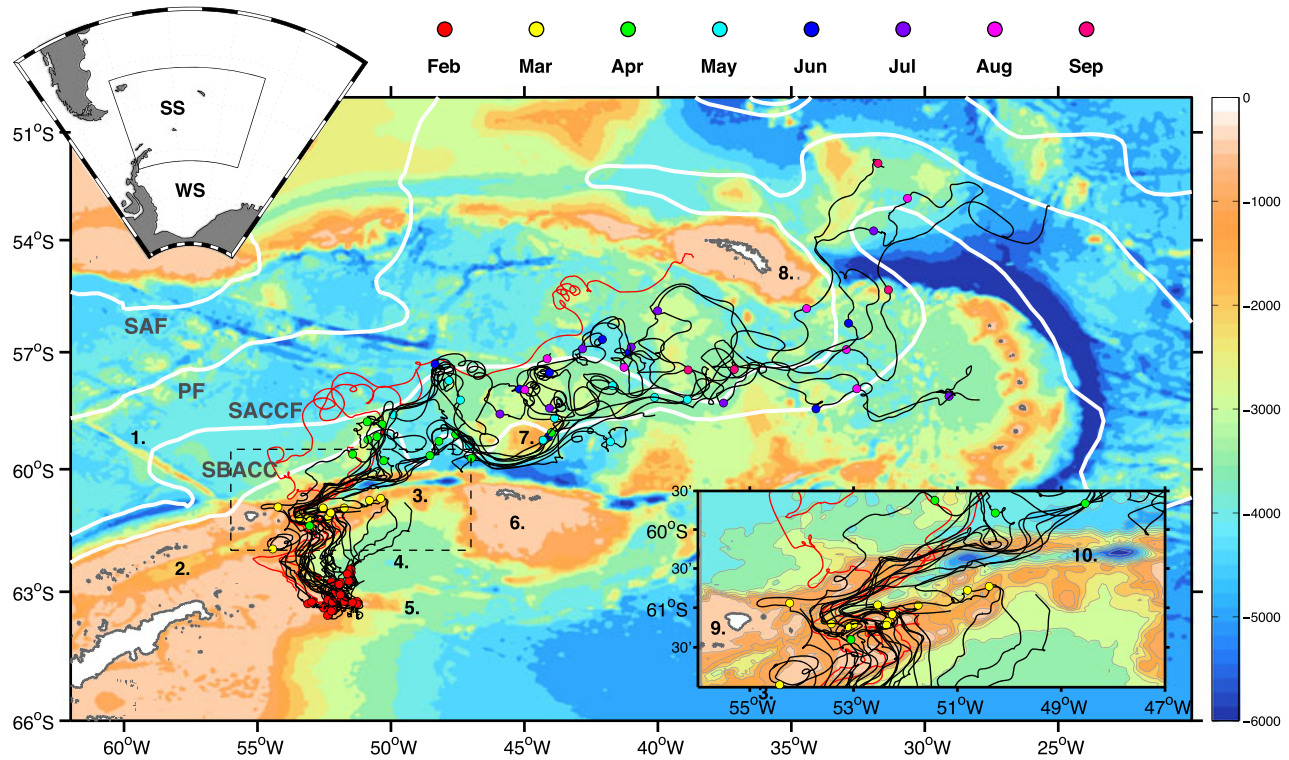 Feb Mar Apr May Jun Jul Aug Sep
SS
WS
51°S
54°S
57°S
60°S
63°S
66°S
60°W 55°W 50°W 45°W 40°W 35°W 30°W 25°W
SAF
PF
SACCF
SBACC
1.
2.
3.
4.
5.
6.
7.
8.
0
-1000
-2000
-3000
-4000
-5000
-6000
30'
60°S
30'
61°S
30'
9.
10.
3.
55°W 53°W 51°W 49°W 47°W